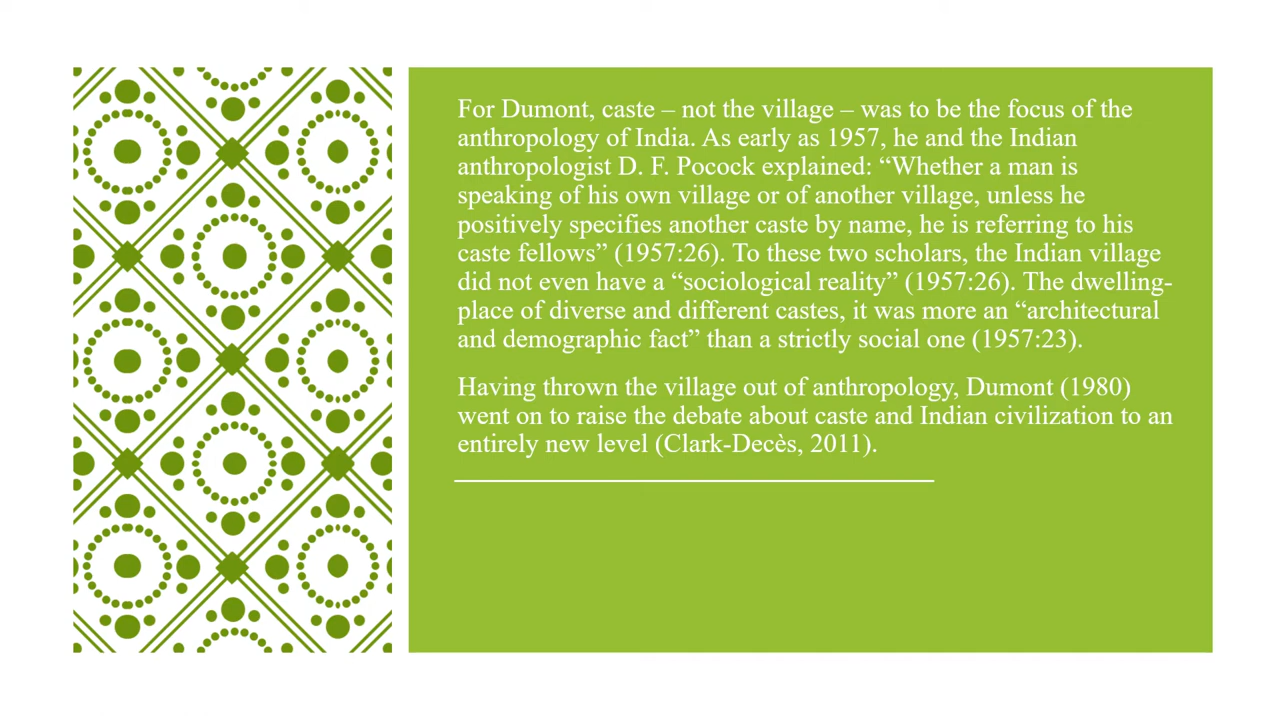 For Dumont, caste – not the village – was to be the focus of the
anthropology of India. As early as 1957, he and the Indian
anthropologist D. F. Pocock explained: “Whether a man is
speaking of his own village or of another village, unless he
positively specifies another caste by name, he is referring to his
caste fellows” (1957:26). To these two scholars, the Indian village
did not even have a “sociological reality” (1957:26). The dwelling-
place of diverse and different castes, it was more an “architectural
and demographic fact” than a strictly social one (1957:23).
Having thrown the village out of anthropology, Dumont (1980)
went on to raise the debate about caste and Indian civilization to an
entirely new level (Clark-Decès, 2011).